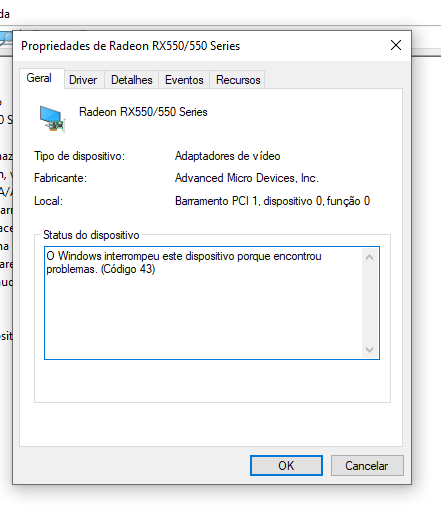 da
Propriedades de Radeon RX550/550 Series
Geral Driver Detalhes Eventos Recursos
Radeon RX550/550 Series
Tipo de dispositivo: Adaptadores de vídeo
Fabricante: Advanced Micro Devices, Inc.
Local: Barramento PCI 1, dispositivo 0, função 0
Status do dispositivo
O Windows interrompeu este dispositivo porque encontrou
problemas. (Código 43)
OK Cancelar